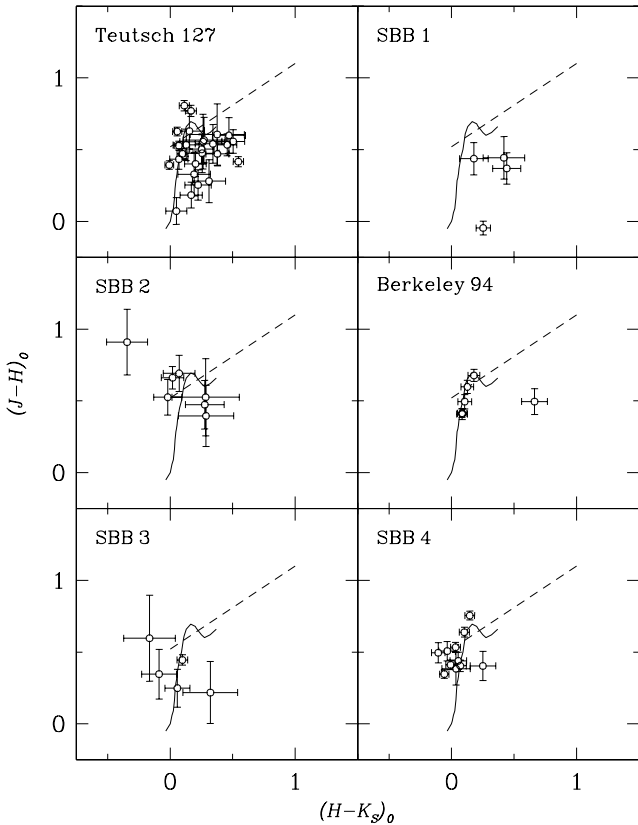 Teutsch 127
SBB 1
1
0
SBB 2
Berkeley 94
1
0
(J−H)₀
SBB 3
SBB 4
1
0
0
1
0
1
(H−K_S)₀